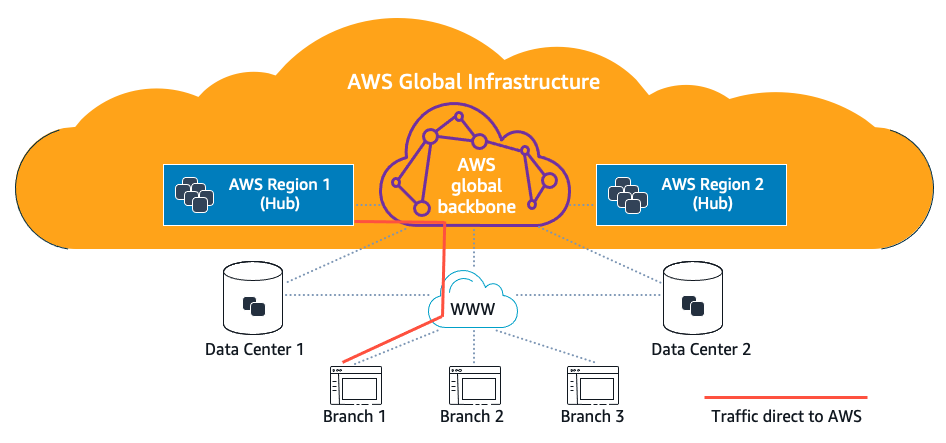 AWS Global Infrastructure
AWS
global
backbone
AWS Region 1
(Hub)
AWS Region 2
(Hub)
WWW
Data Center 1
Data Center 2
Branch 1
Branch 2
Branch 3
Traffic direct to AWS